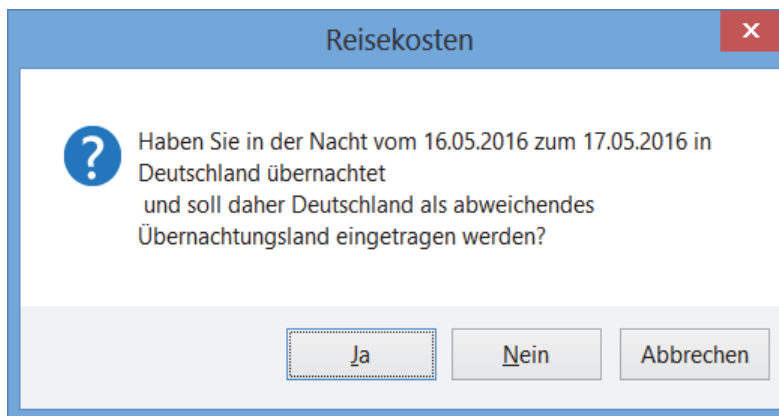 Reisekosten
Haben Sie in der Nacht vom 16.05.2016 zum 17.05.2016 in
Deutschland übernachtet
und soll daher Deutschland als abweichendes
Übernachtungsland eingetragen werden?
Ja Nein Abbrechen